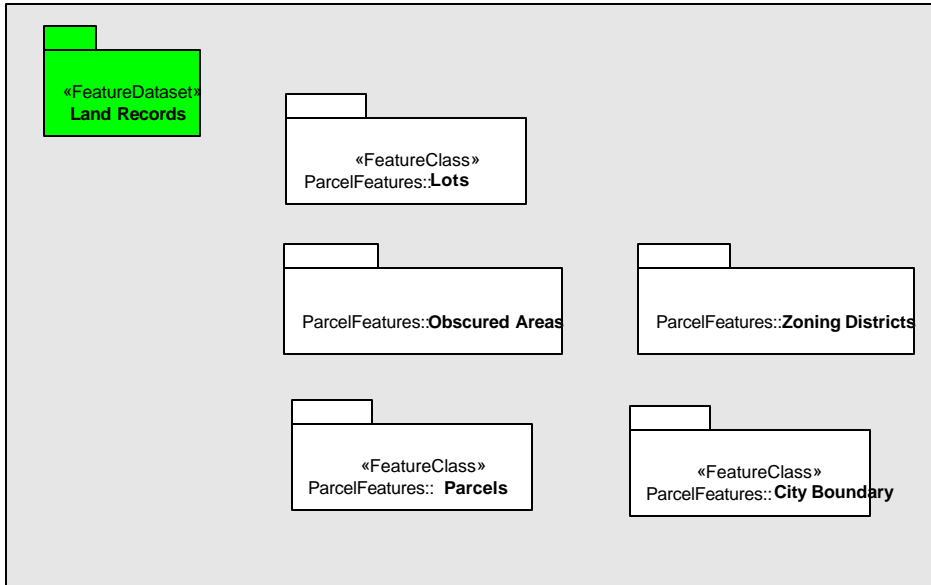 «FeatureDataset»
Land Records
«FeatureClass»
ParcelFeatures::Lots
ParcelFeatures::Obscured Areas
ParcelFeatures::Zoning Districts
«FeatureClass»
ParcelFeatures:: Parcels
«FeatureClass»
ParcelFeatures::City Boundary